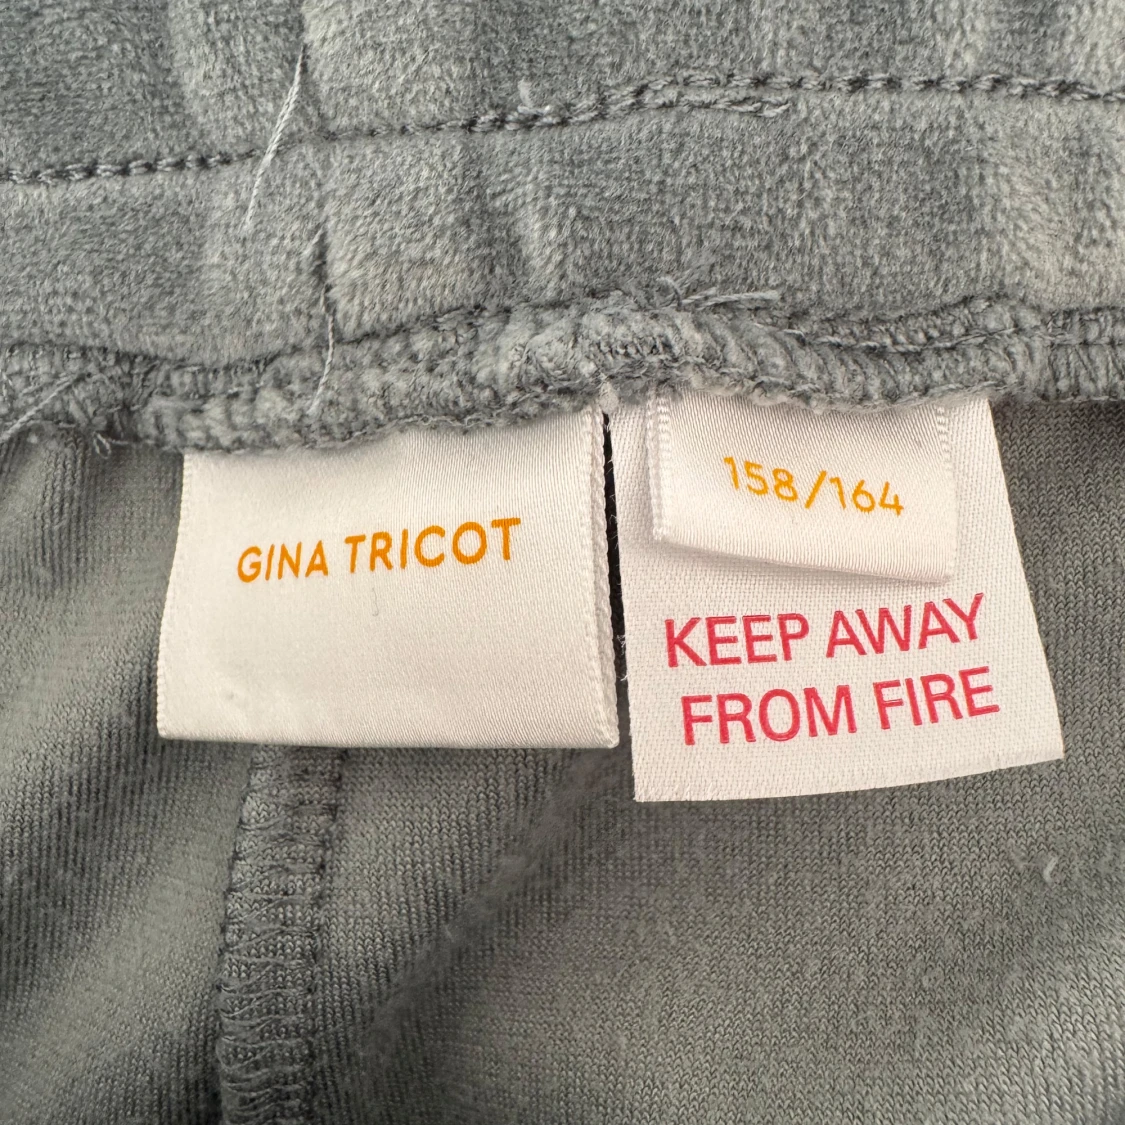 GINA TRICOT
158/164
KEEP AWAY
FROM FIRE